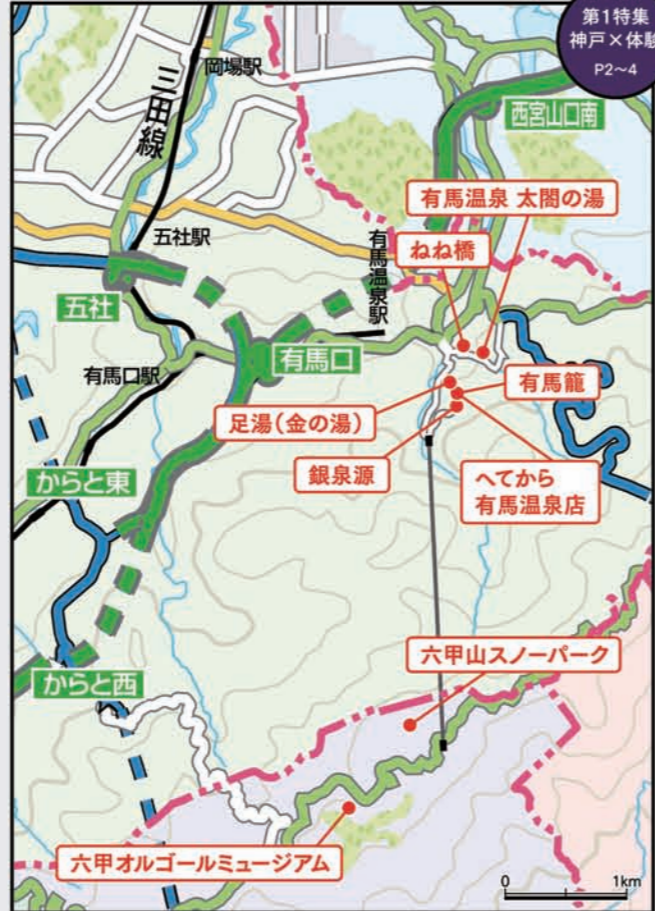 第1特集
神戸×体験
P2〜4
岡場駅
三田線
西宮山口南
有馬温泉 太閤の湯
ねね橋
五社駅
有馬温泉駅
五社
有馬口
有馬口駅
有馬籠
足湯(金の湯)
銀泉源
へてから
有馬温泉店
からと東
六甲山スノーパーク
からと西
六甲オルゴールミュージアム
0 1km